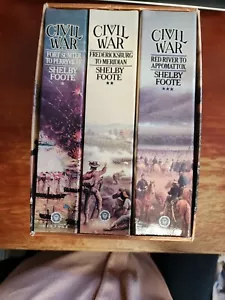 CIVIL
WAR
FORT SUMTER
TO PERRYVILLE
SHELBY
FOOTE
*
CIVIL
WAR
FREDERICKSBURG
TO MERIDIAN
SHELBY
FOOTE
**
CIVIL
WAR
RED RIVER TO
APPOMATTOX
SHELBY
FOOTE
***
VINTAGE